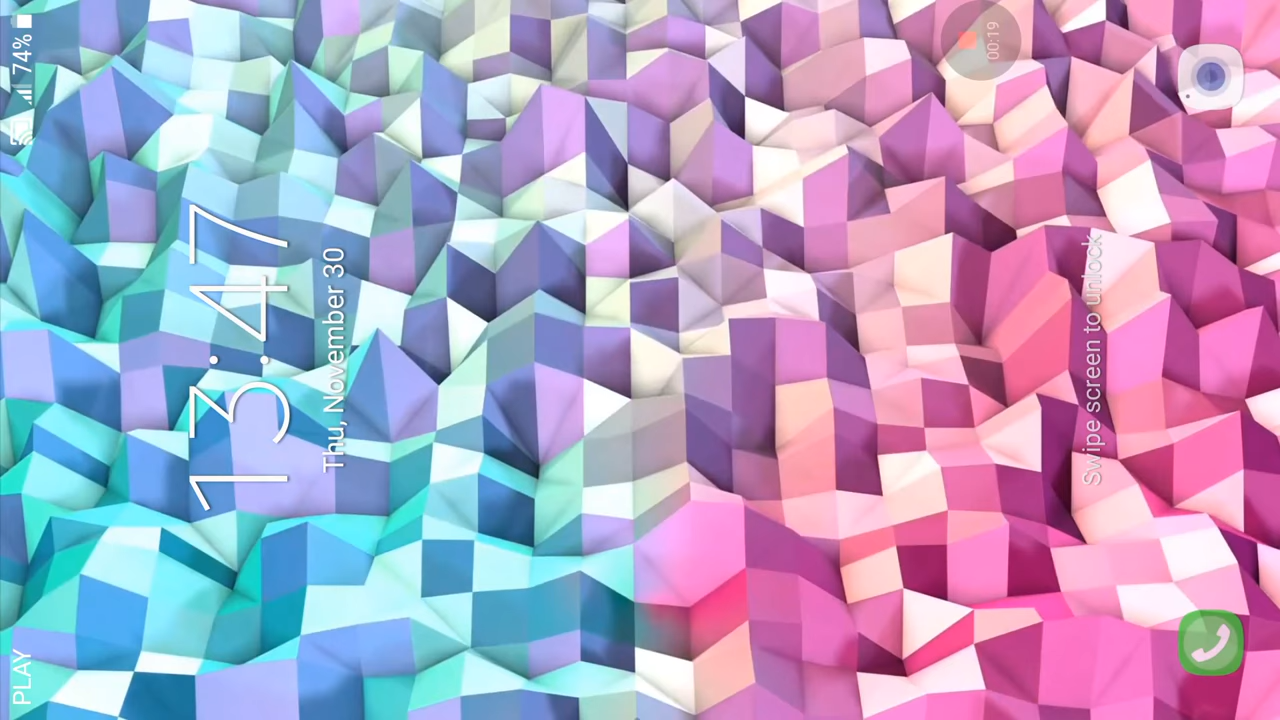 PLAY
74%
13:47
Thu, November 30
00:19
Swipe screen to unlock